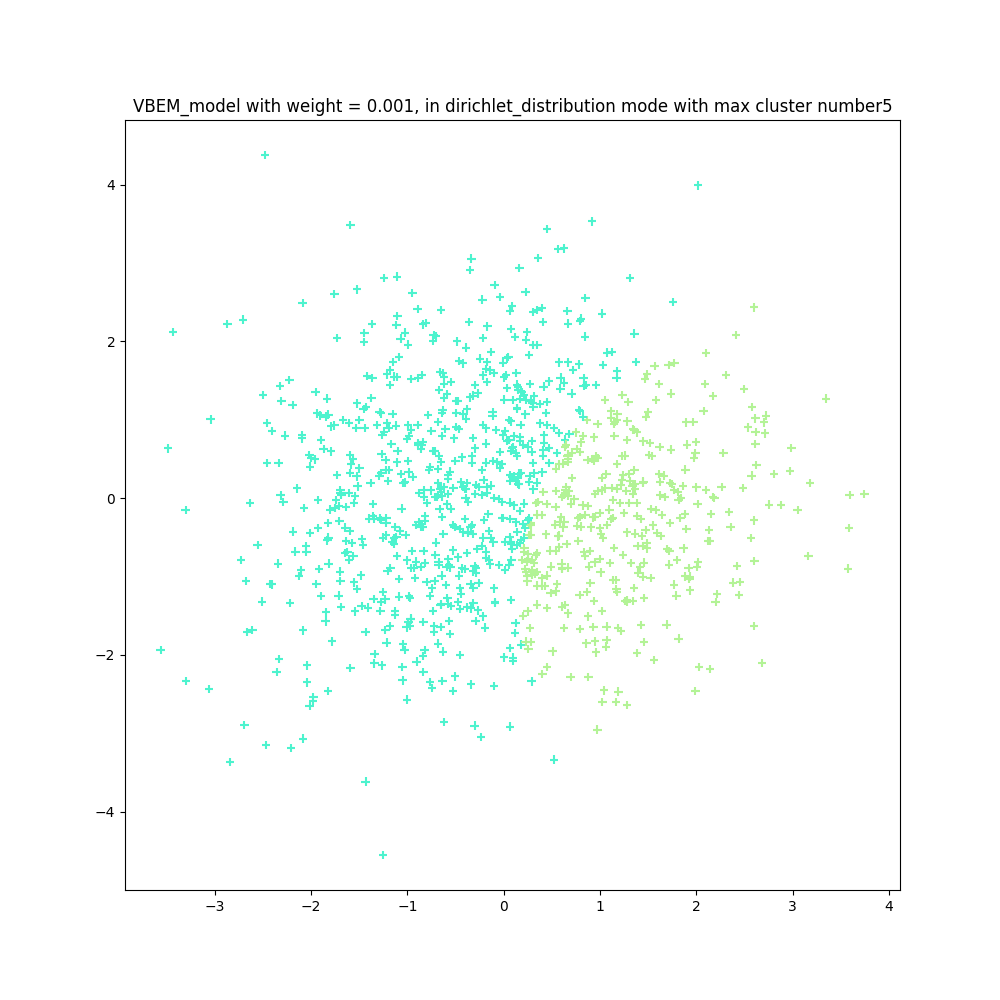 VBEM_model with weight = 0.001, in dirichlet_distribution mode with max cluster number5
4
2
0
−2
−4
−3 −2 −1 0 1 2 3 4